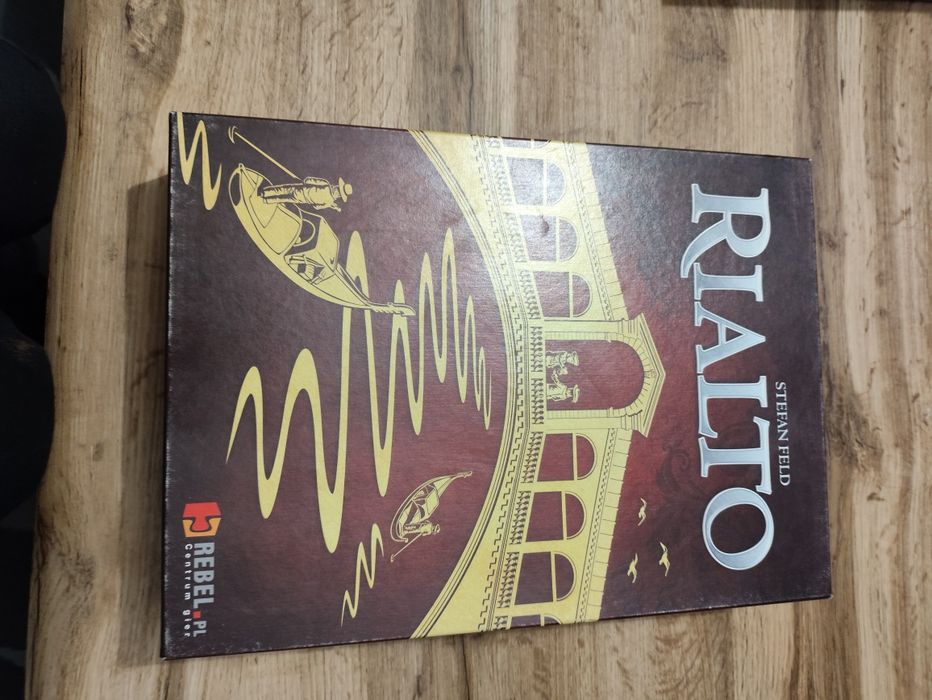 STEFAN FELD
RIALTO
REBEL.PL
Centrum gier